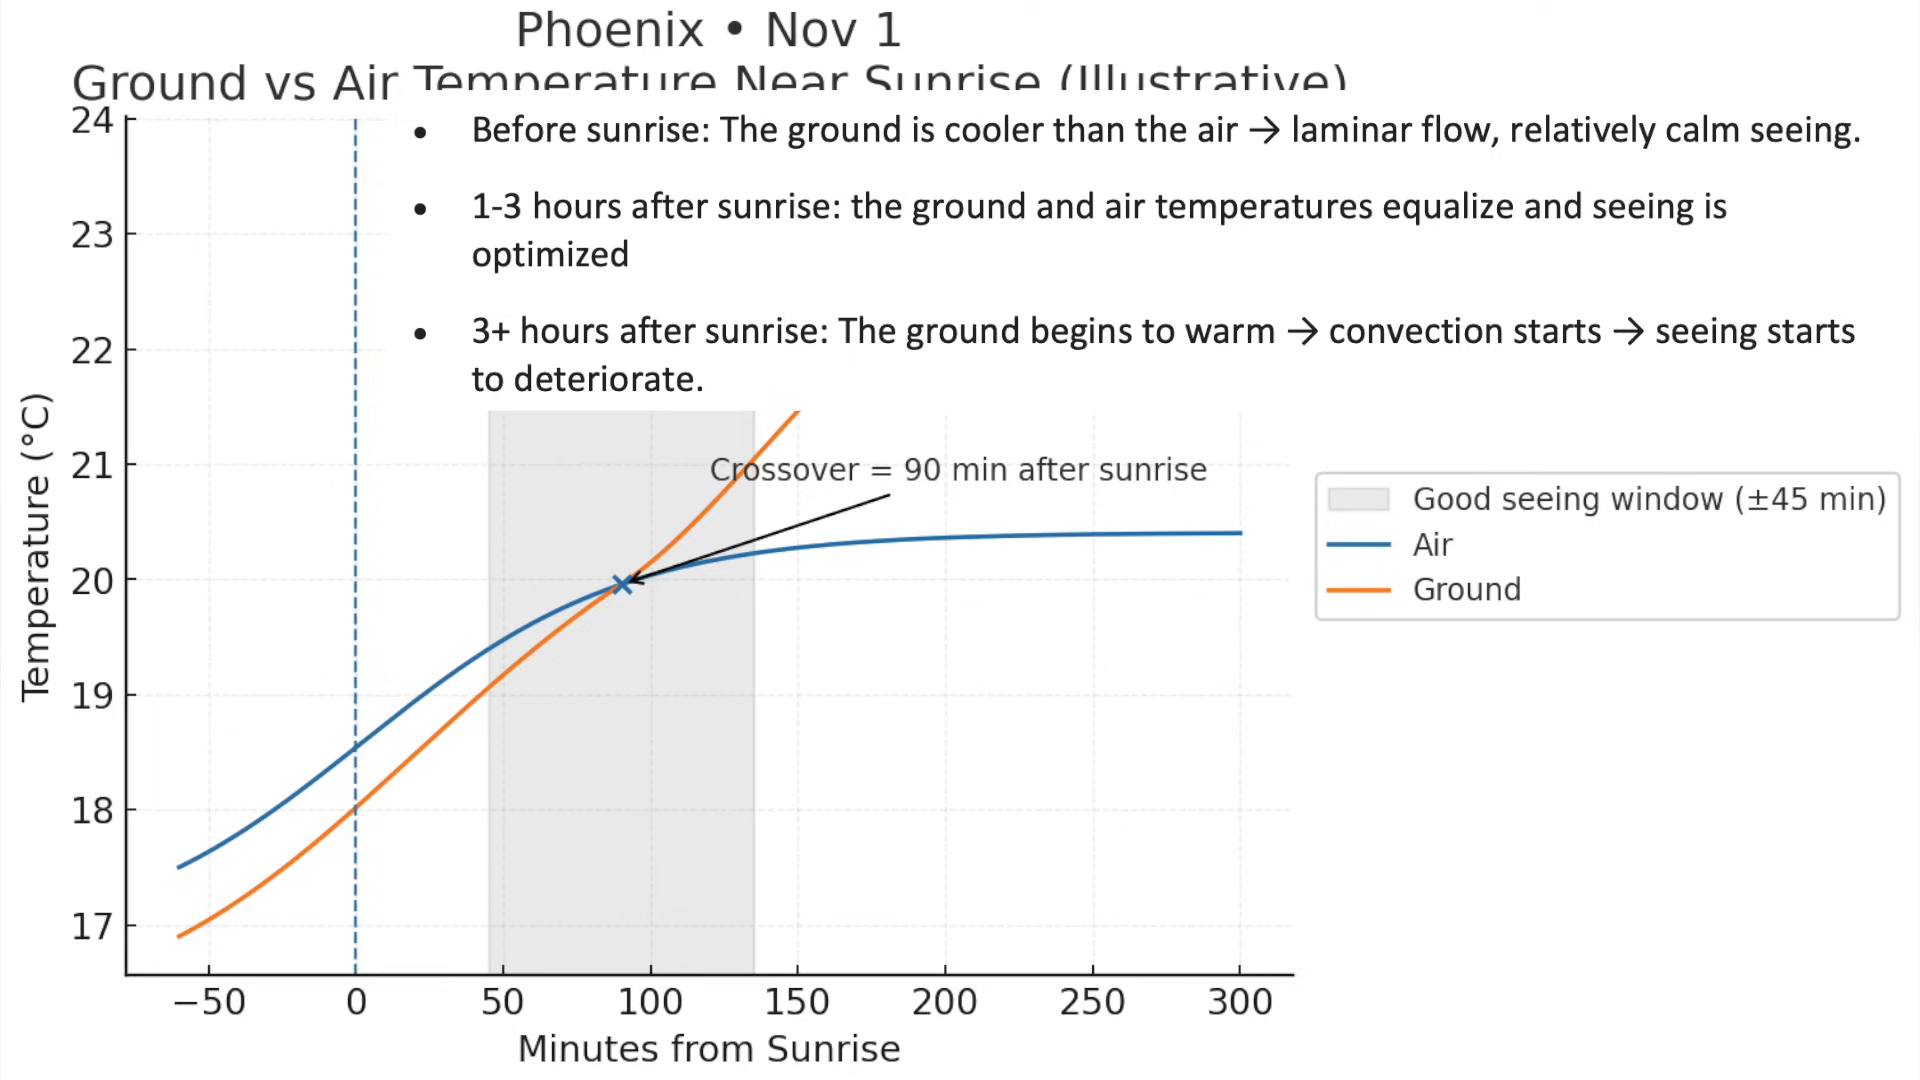 Phoenix • Nov 1
Ground vs Air Temperature Near Sunrise (Illustrative)
• Before sunrise: The ground is cooler than the air → laminar flow, relatively calm seeing.
• 1-3 hours after sunrise: the ground and air temperatures equalize and seeing is
optimized
• 3+ hours after sunrise: The ground begins to warm → convection starts → seeing starts
to deteriorate.
Temperature (°C)
24
23
22
21
20
19
18
17
Crossover = 90 min after sunrise
Good seeing window (±45 min)
Air
Ground
−50 0 50 100 150 200 250 300
Minutes from Sunrise